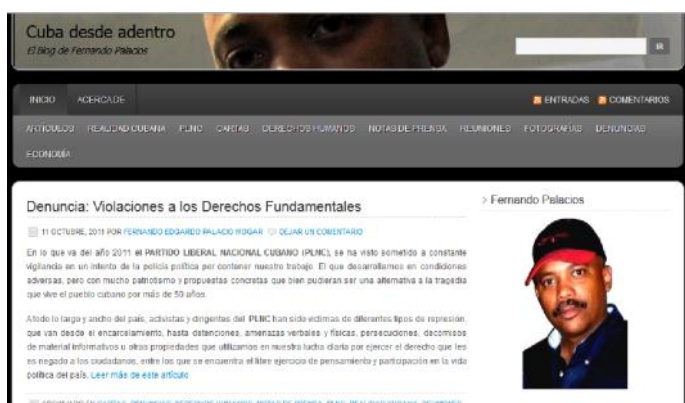 Cuba desde adentro
El Blog de Fernando Palacios
IR
INICIO ACERCA DE
ENTRADAS COMENTARIOS
ARTÍCULOS REALIDAD CUBANA PLNC CARTAS DERECHOS HUMANOS NOTAS DE PRENSA REUNIONES FOTOGRAFÍAS DENUNCIAS
ECONOMÍA
Denuncia: Violaciones a los Derechos Fundamentales
> Fernando Palacios
11 OCTUBRE, 2011 POR FERNANDO EDGARDO PALACIO MOGAR DEJAR UN COMENTARIO
En lo que va del año 2011 el PARTIDO LIBERAL NACIONAL CUBANO (PLNC), se ha visto sometido a constante
vigilancia en un intento de la policía política por contener nuestro trabajo. El que desarrollamos en condiciones
adversas, pero con mucho patriotismo y propuestas concretas que bien pudieran ser una alternativa a la tragedia
que vive el pueblo cubano por más de 50 años.
A todo lo largo y ancho del país, activistas y dirigentes del PLNC han sido víctimas de diferentes tipos de represión,
que van desde el encarcelamiento, hasta detenciones, amenazas verbales y físicas, persecuciones, decomisos
de material informativo u otras propiedades que utilizamos en nuestra lucha diaria por ejercer el derecho que les
es negado a los ciudadanos, entre los que se encuentra el libre ejercicio de pensamiento y participación en la vida
política del país. Leer más de este artículo